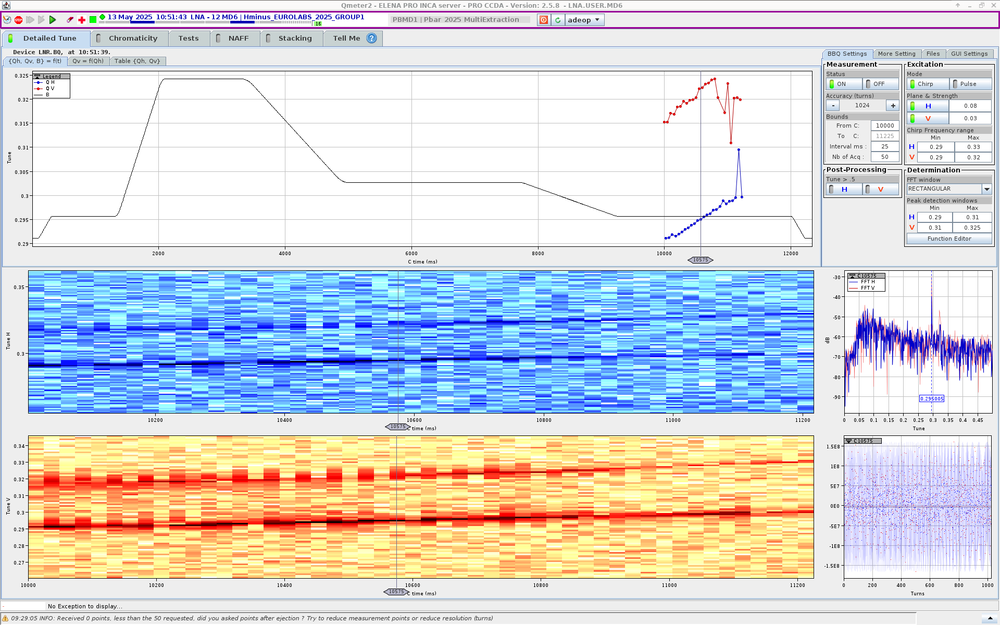 Qmeter2 - ELENA PRO INCA server - PRO CCDA - Version: 2.5.8 - LNA.USER.MD6
STOP 13 May 2025 10:51:43 LNA - 12 MD6 | Hminus_EUROLABS_2025_GROUP1 16 PBMD1 | Pbar 2025 MultiExtraction adeop
Detailed Tune Chromaticity Tests NAFF Stacking Tell Me ?
Device LNR.BQ, at 10:51:39.
{Qh, Qv, B} = f(t) Qv = f(Qh) Table {Qh, Qv}
Legend
Q H
Q V
B
0.325
0.32
0.315
0.31
0.305
0.3
0.295
0.29
Tune
2000 4000 6000 8000 10000 12000
C time (ms)
10575
BBQ Settings More Setting Files GUI Settings
Measurement
Status
ON OFF
Accuracy (turns)
- 1024 +
Bounds
From C: 10000
To C: 11225
Interval ms : 25
Nb of Acq : 50
Post-Processing
Tune > .5
H V
Excitation
Mode
Chirp Pulse
Plane & Strength
H 0.08
V 0.03
Chirp Frequency range
Min Max
H 0.29 0.33
V 0.29 0.32
Determination
FFT window
RECTANGULAR
Peak detection windows
Min Max
H 0.29 0.31
V 0.31 0.325
Function Editor
0.35
0.3
Tune H
10200 10400 10600 10800 11000 11200
10575
C time (ms)
C10575
FFT H
FFT V
-30
-40
-50
-60
-70
-80
-90
dB
0.295005
0 0.05 0.1 0.15 0.2 0.25 0.3 0.35 0.4 0.45
Tune
0.34
0.33
0.32
0.31
0.3
0.29
0.28
0.27
Tune V
10000 10200 10400 10600 10800 11000 11200
10575
C time (ms)
C10575
1.5E8
1E8
5E7
0E0
-5E7
-1E8
-1.5E8
0 200 400 600 800 1000
Turns
- No Exception to display...
09:29:05 INFO: Received 0 points, less than the 50 requested, did you asked points after ejection ? Try to reduce measurement points or reduce resolution (turns)